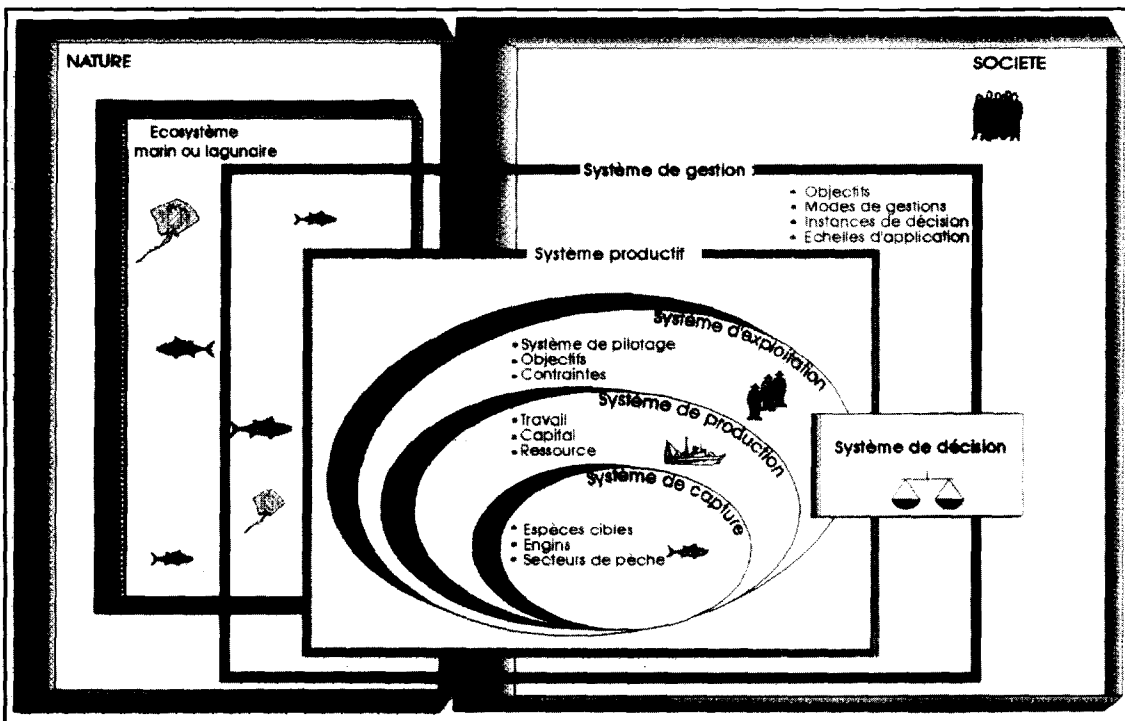 NATURE
SOCIETE
Ecosystème
marin ou lagunaire
Système de gestion
• Objectifs
• Modes de gestions
• Instances de décision
• Echelles d'application
Système productif
Système d'exploitation
• Système de pilotage
• Objectifs
• Contraintes
Système de production
• Travail
• Capital
• Ressource
Système de décision
Système de capture
• Espèces cibles
• Engins
• Secteurs de pèche